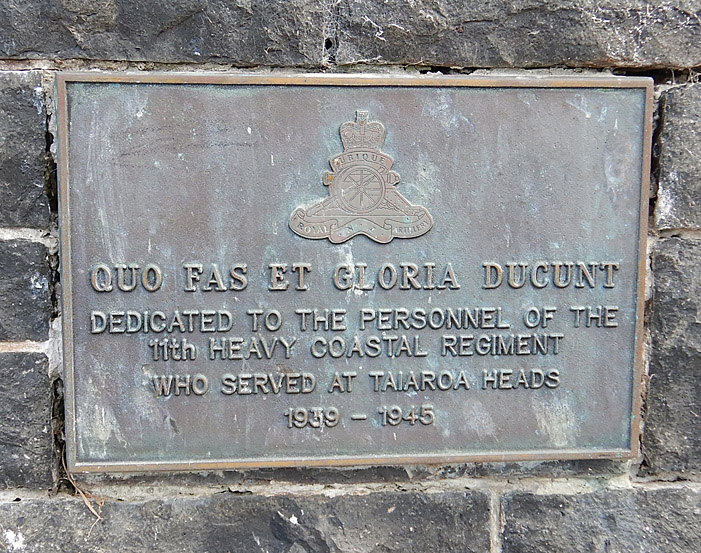 UBIQUE
ROYAL N Z ARTILLERY
QUO FAS ET GLORIA DUCUNT
DEDICATED TO THE PERSONNEL OF THE
11th HEAVY COASTAL REGIMENT
WHO SERVED AT TAIAROA HEADS
1939 – 1945